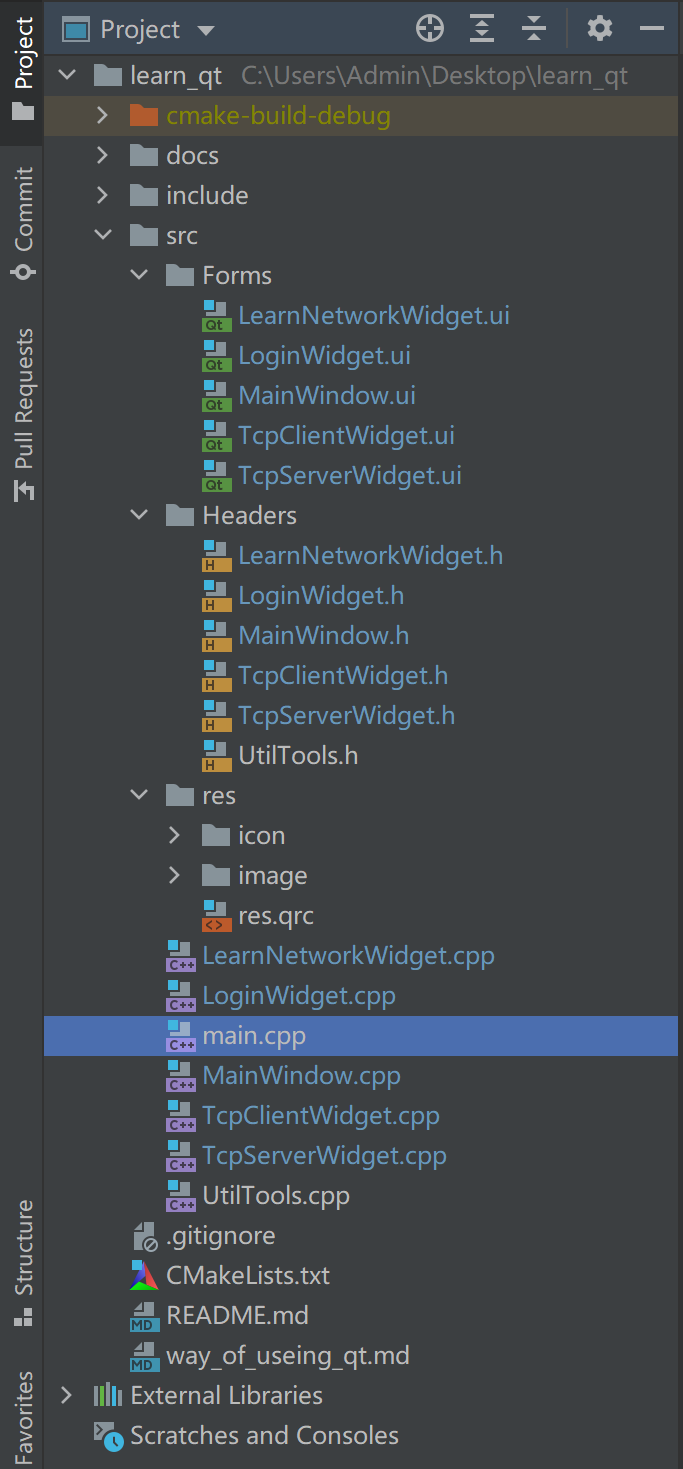 Project
learn_qt C:\Users\Admin\Desktop\learn_qt
cmake-build-debug
docs
include
src
Forms
Qt LearnNetworkWidget.ui
Qt LoginWidget.ui
Qt MainWindow.ui
Qt TcpClientWidget.ui
Qt TcpServerWidget.ui
Headers
H LearnNetworkWidget.h
H LoginWidget.h
H MainWindow.h
H TcpClientWidget.h
H TcpServerWidget.h
H UtilTools.h
res
icon
image
<> res.qrc
C++ LearnNetworkWidget.cpp
C++ LoginWidget.cpp
C++ main.cpp
C++ MainWindow.cpp
C++ TcpClientWidget.cpp
C++ TcpServerWidget.cpp
C++ UtilTools.cpp
.gitignore
CMakeLists.txt
MD README.md
MD way_of_useing_qt.md
External Libraries
Scratches and Consoles
Project
Commit
Pull Requests
Structure
Favorites